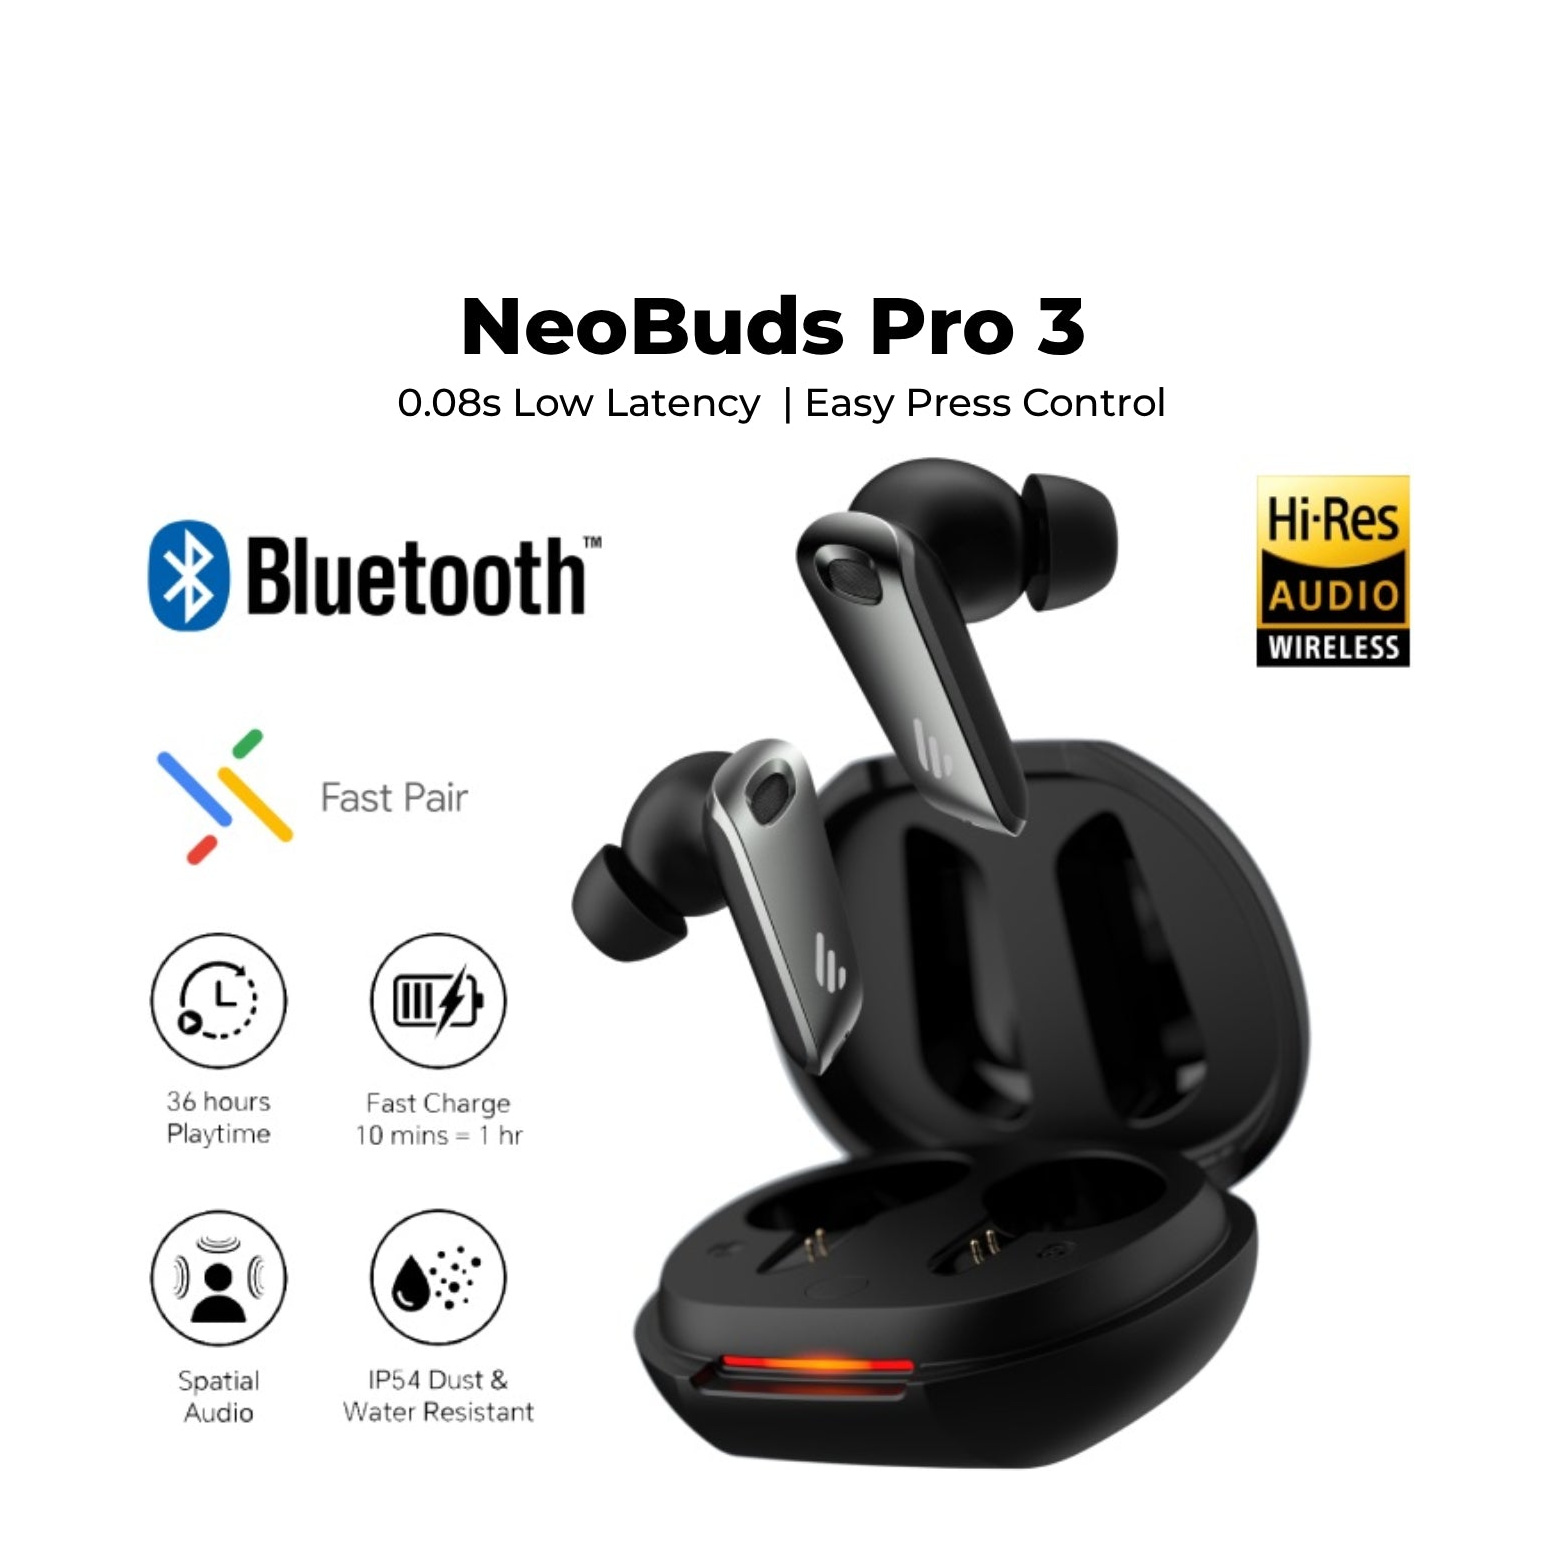 NeoBuds Pro 3
0.08s Low Latency | Easy Press Control
Bluetooth™
Hi-Res
AUDIO
WIRELESS
Fast Pair
36 hours
Playtime
Fast Charge
10 mins = 1 hr
Spatial
Audio
IP54 Dust &
Water Resistant